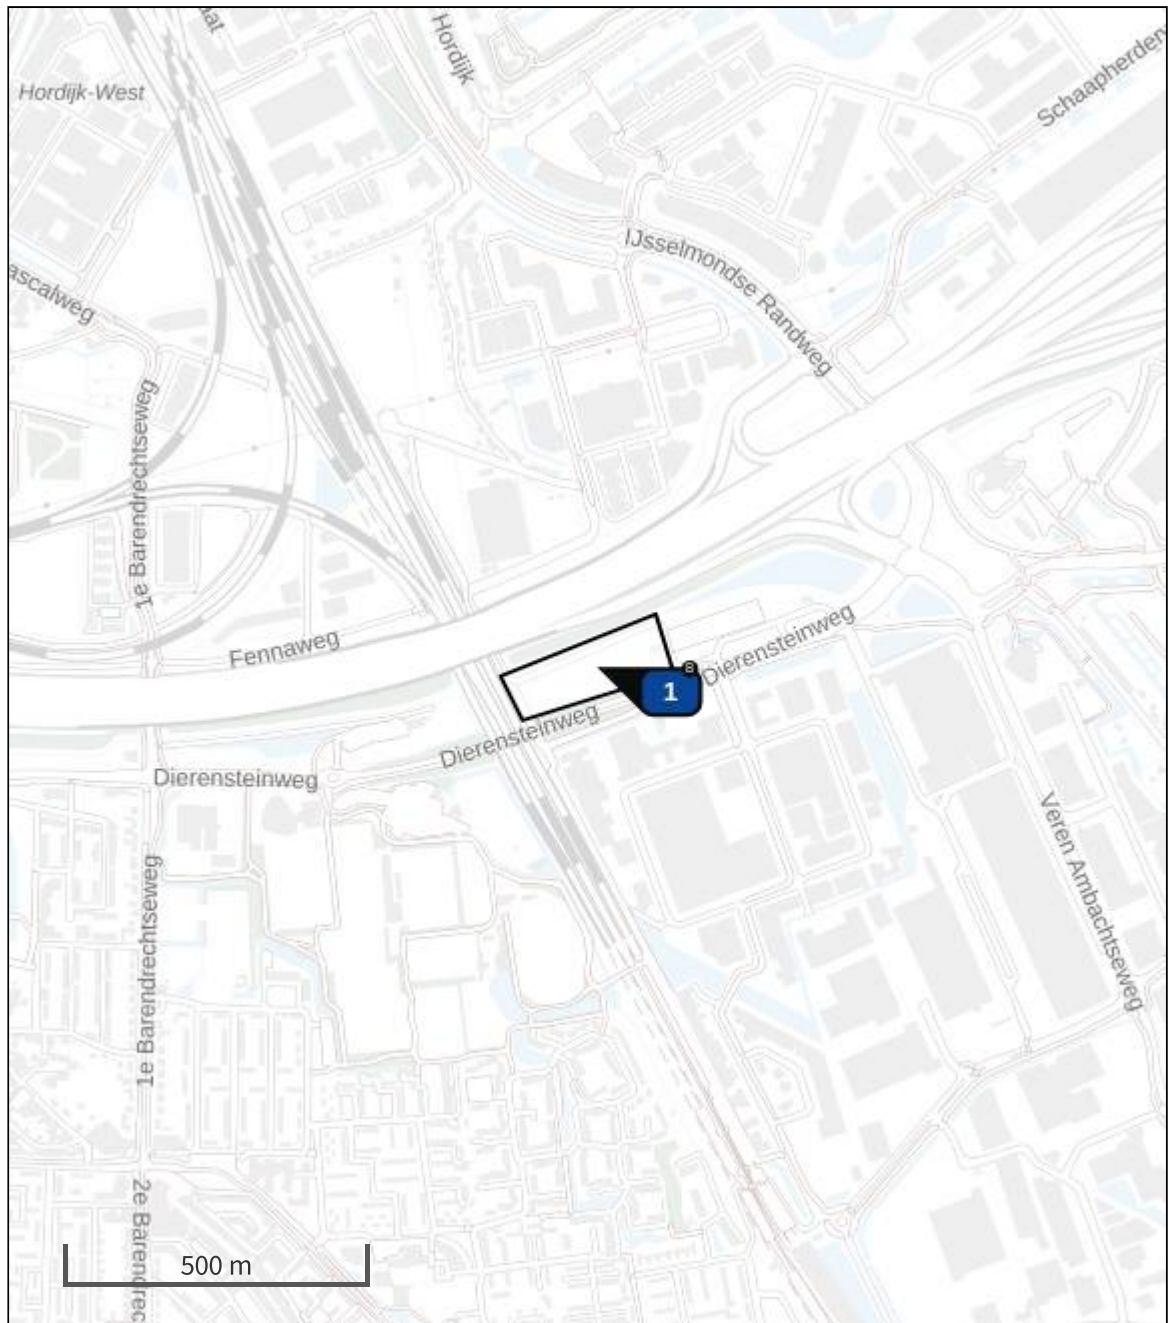 aat
Hordijk
Hordijk-West
Schaapherden
IJsselmondse Randweg
ascalweg
1e Barendrechtseweg
Fennaweg
Dierensteinweg
1
Dierensteinweg
Dierensteinweg
Veren Ambachtseweg
1e Barendrechtseweg
2e Barendrec
500 m